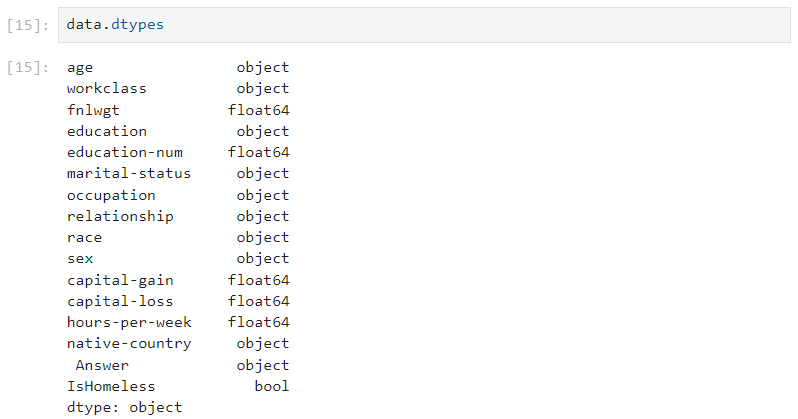 [15]: data.dtypes
[15]: age object
workclass object
fnlwgt float64
education object
education-num float64
marital-status object
occupation object
relationship object
race object
sex object
capital-gain float64
capital-loss float64
hours-per-week float64
native-country object
Answer object
IsHomeless bool
dtype: object